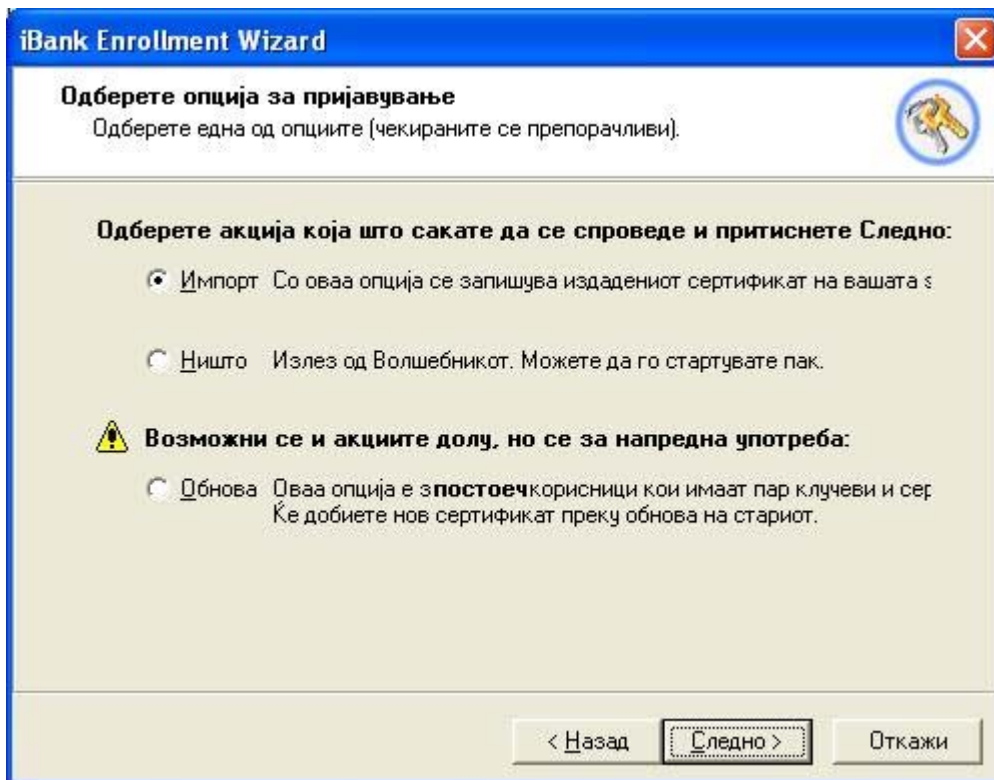 iBank Enrollment Wizard
Одберете опција за пријавување
Одберете една од опциите (чекираните се препорачливи).
Одберете акција која што сакате да се спроведе и притиснете Следно:
Импорт Со оваа опција се запишува издадениот сертификат на вашата s
Ништо Излез од Волшебникот. Можете да го стартувате пак.
Возможни се и акциите долу, но се за напредна употреба:
Обнова Оваа опција е зпостоечкорисници кои имаат пар клучеви и сер
Ќе добиете нов сертификат преку обнова на стариот.
< Назад Следно > Откажи